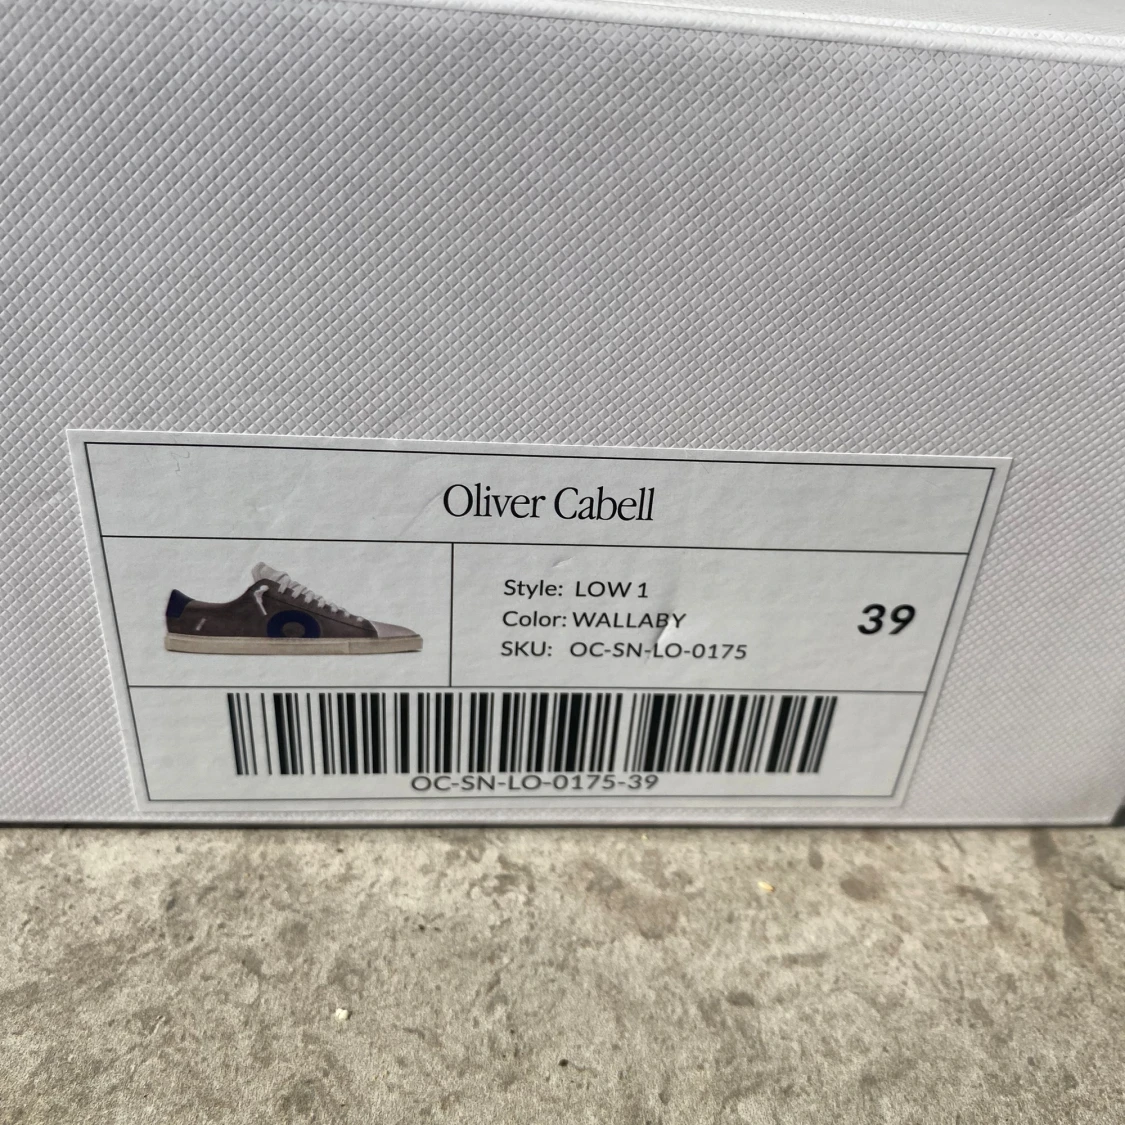 Oliver Cabell
Style: LOW 1
Color: WALLABY
SKU: OC-SN-LO-0175
39
OC-SN-LO-0175-39